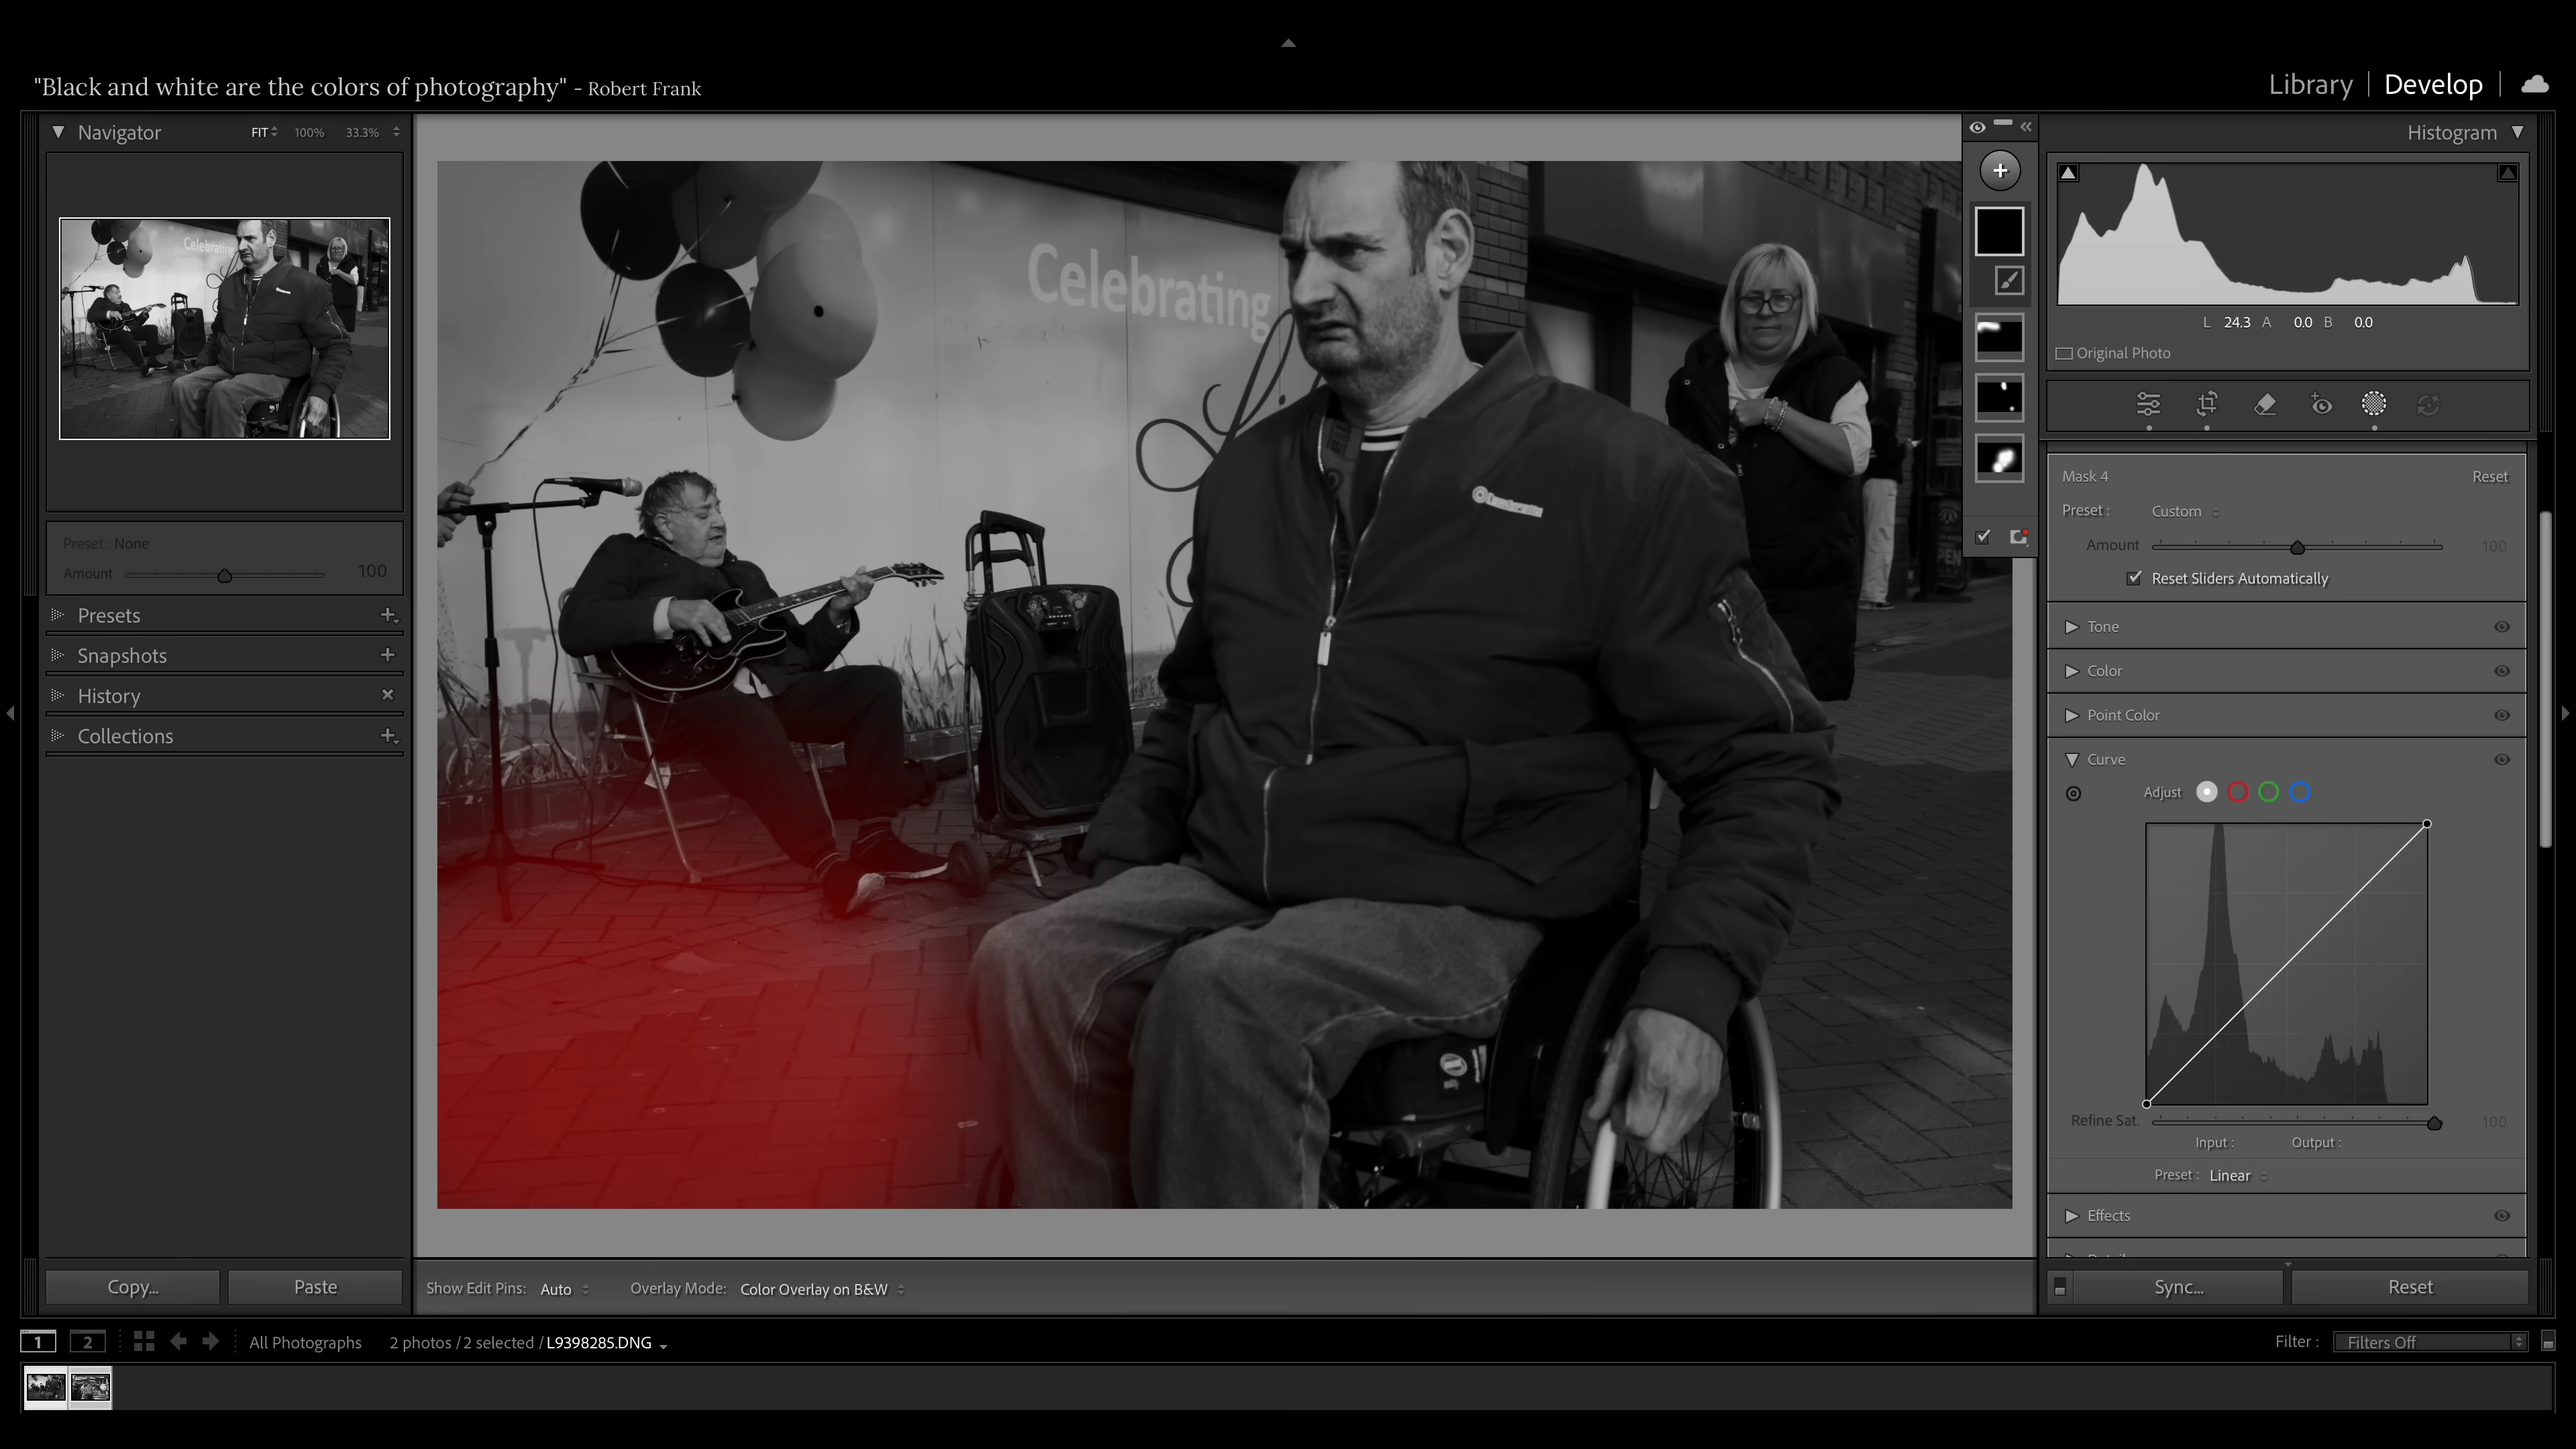 "Black and white are the colors of photography" - Robert Frank
Library | Develop |
Navigator FIT 100% 33.3%
Histogram
Celebrating
Celebrating
L 24.3 A 0.0 B 0.0
Original Photo
Mask 4 Reset
Preset : Custom
Amount 100
Reset Sliders Automatically
Preset : None
Amount 100
Presets
Snapshots
History
Collections
PEN
Tone
Color
Point Color
Curve
Adjust
Refine Sat. 100
Input : Output :
Preset : Linear
Effects
Copy... Paste
Show Edit Pins: Auto Overlay Mode: Color Overlay on B&W
Sync... Reset
1 2 All Photographs 2 photos / 2 selected / L9398285.DNG
Filter : Filters Off